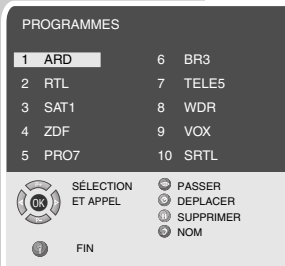 PROGRAMMES
1 ARD
2 RTL
3 SAT1
4 ZDF
5 PRO7
6 BR3
7 TELE5
8 WDR
9 VOX
10 SRTL
SÉLECTION
ET APPEL
OK
FIN
PASSER
DEPLACER
SUPPRIMER
NOM